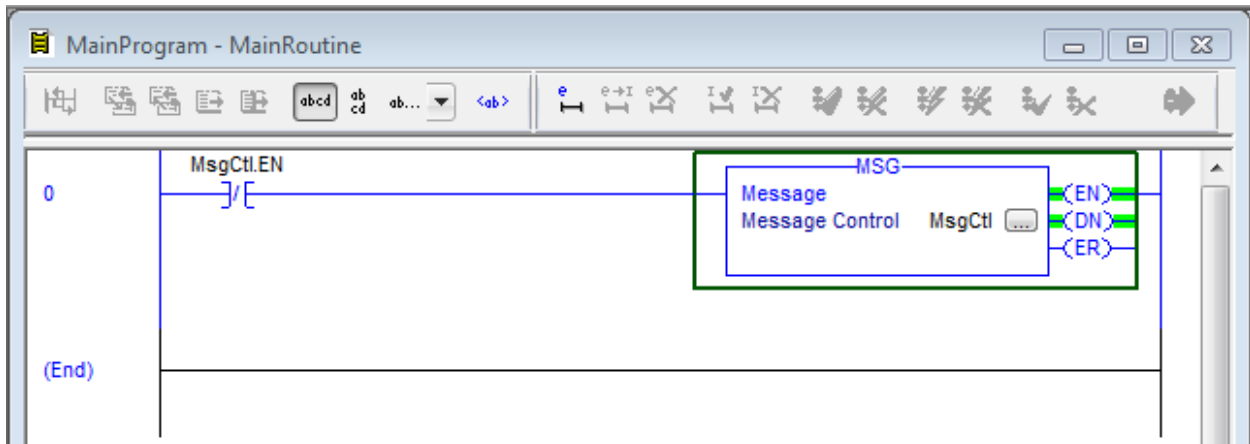 MainProgram - MainRoutine
abcd ab cd ab... <ab> e e→I e I I
MsgCtl.EN
0
MSG
Message (EN)
Message Control MsgCtl ... (DN)
(ER)
(End)